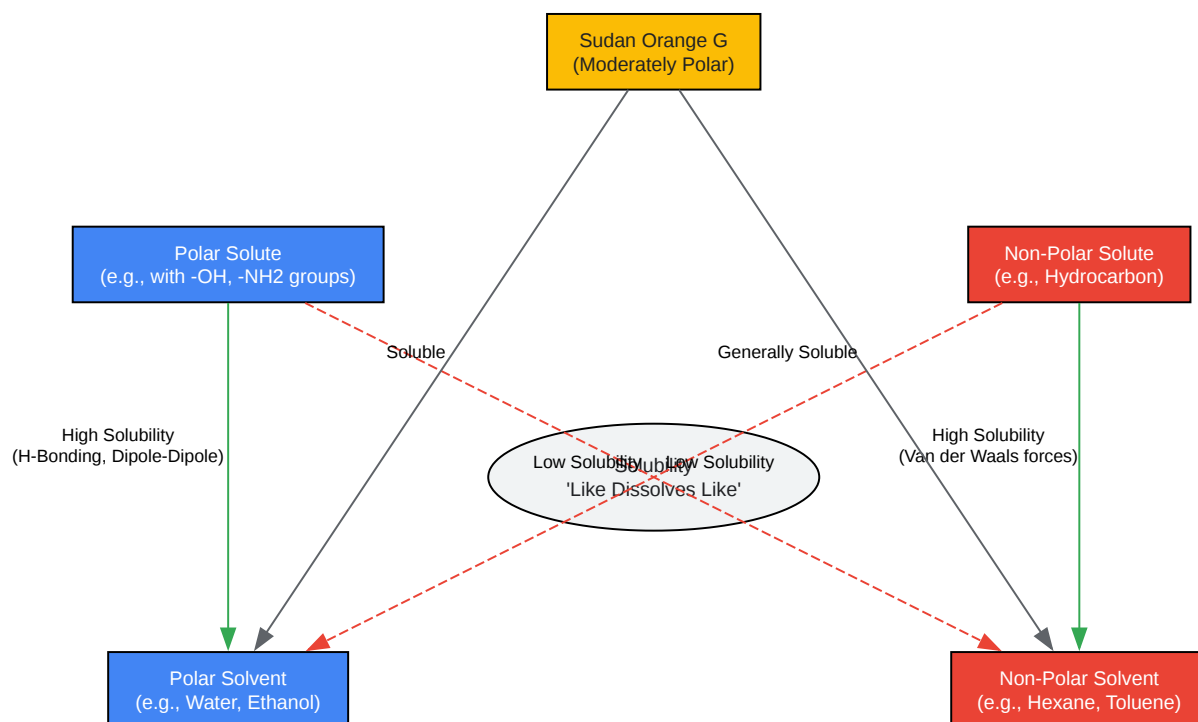 Sudan Orange G
(Moderately Polar)
Polar Solute
(e.g., with -OH, -NH2 groups)
Non-Polar Solute
(e.g., Hydrocarbon)
Soluble
Generally Soluble
High Solubility
(H-Bonding, Dipole-Dipole)
High Solubility
(Van der Waals forces)
Low Solubility
Low Solubility
Solubility
'Like Dissolves Like'
Polar Solvent
(e.g., Water, Ethanol)
Non-Polar Solvent
(e.g., Hexane, Toluene)